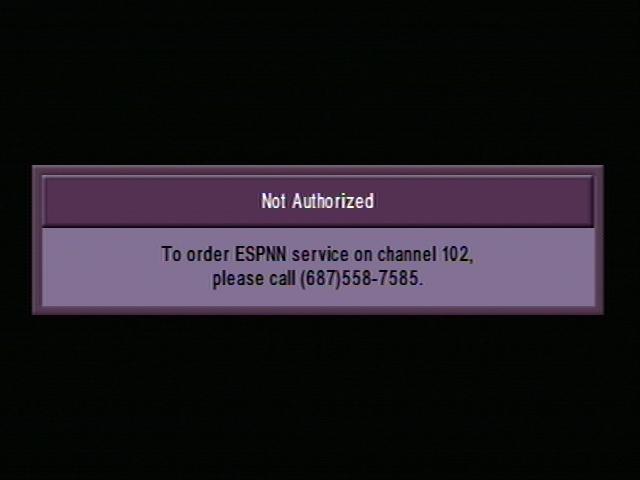 Not Authorized
To order ESPNN service on channel 102,
please call (687)558-7585.